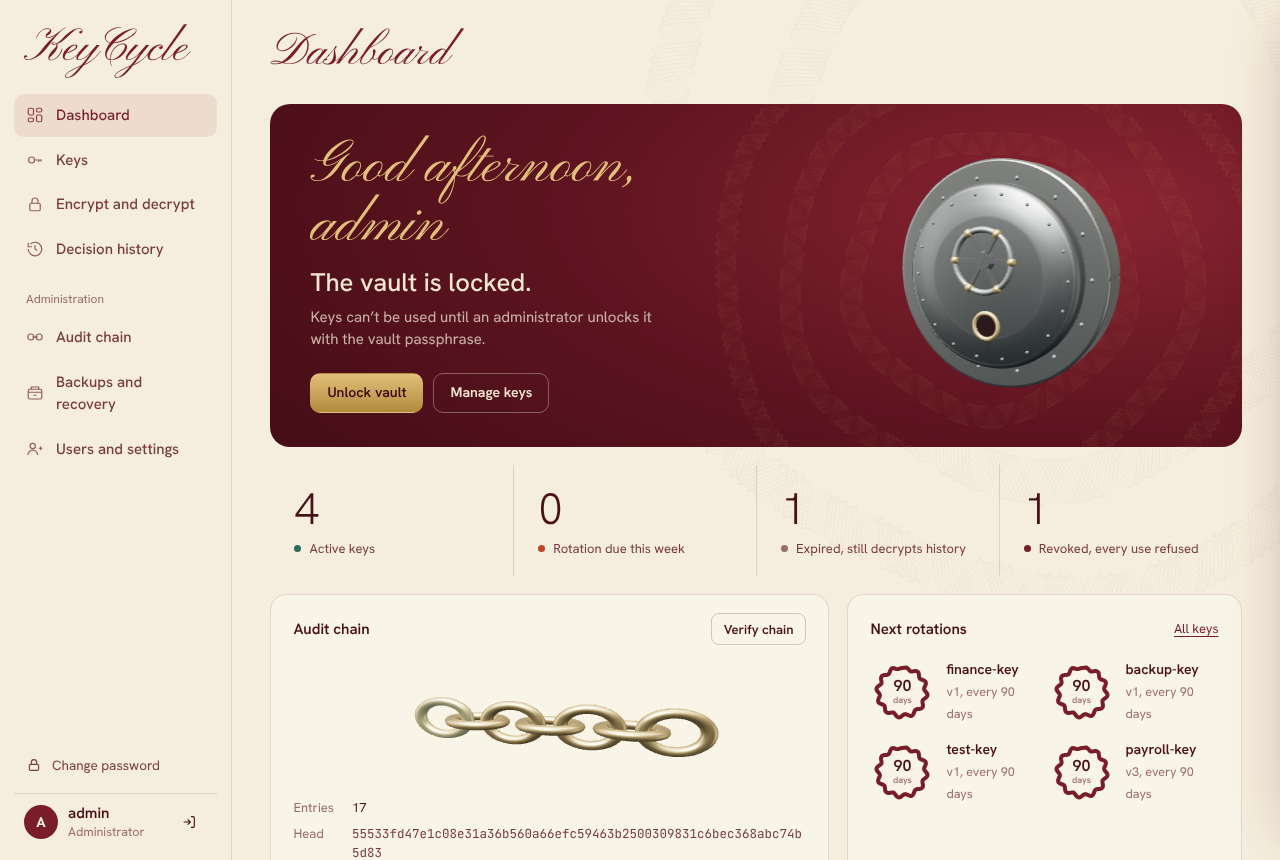 KeyCycle
Dashboard
Keys
Encrypt and decrypt
Decision history
Administration
Audit chain
Backups and
recovery
Users and settings
Change password
A
admin
Administrator
Dashboard
Good afternoon,
admin
The vault is locked.
Keys can’t be used until an administrator unlocks it
with the vault passphrase.
Unlock vault
Manage keys
4
Active keys
0
Rotation due this week
1
Expired, still decrypts history
1
Revoked, every use refused
Audit chain
Verify chain
Entries 17
Head 55533fd47e1c08e31a36b560a66efc59463b2500309831c6bec368abc74b
5d83
Next rotations
All keys
90
days
finance-key
v1, every 90
days
90
days
backup-key
v1, every 90
days
90
days
test-key
v1, every 90
days
90
days
payroll-key
v3, every 90
days